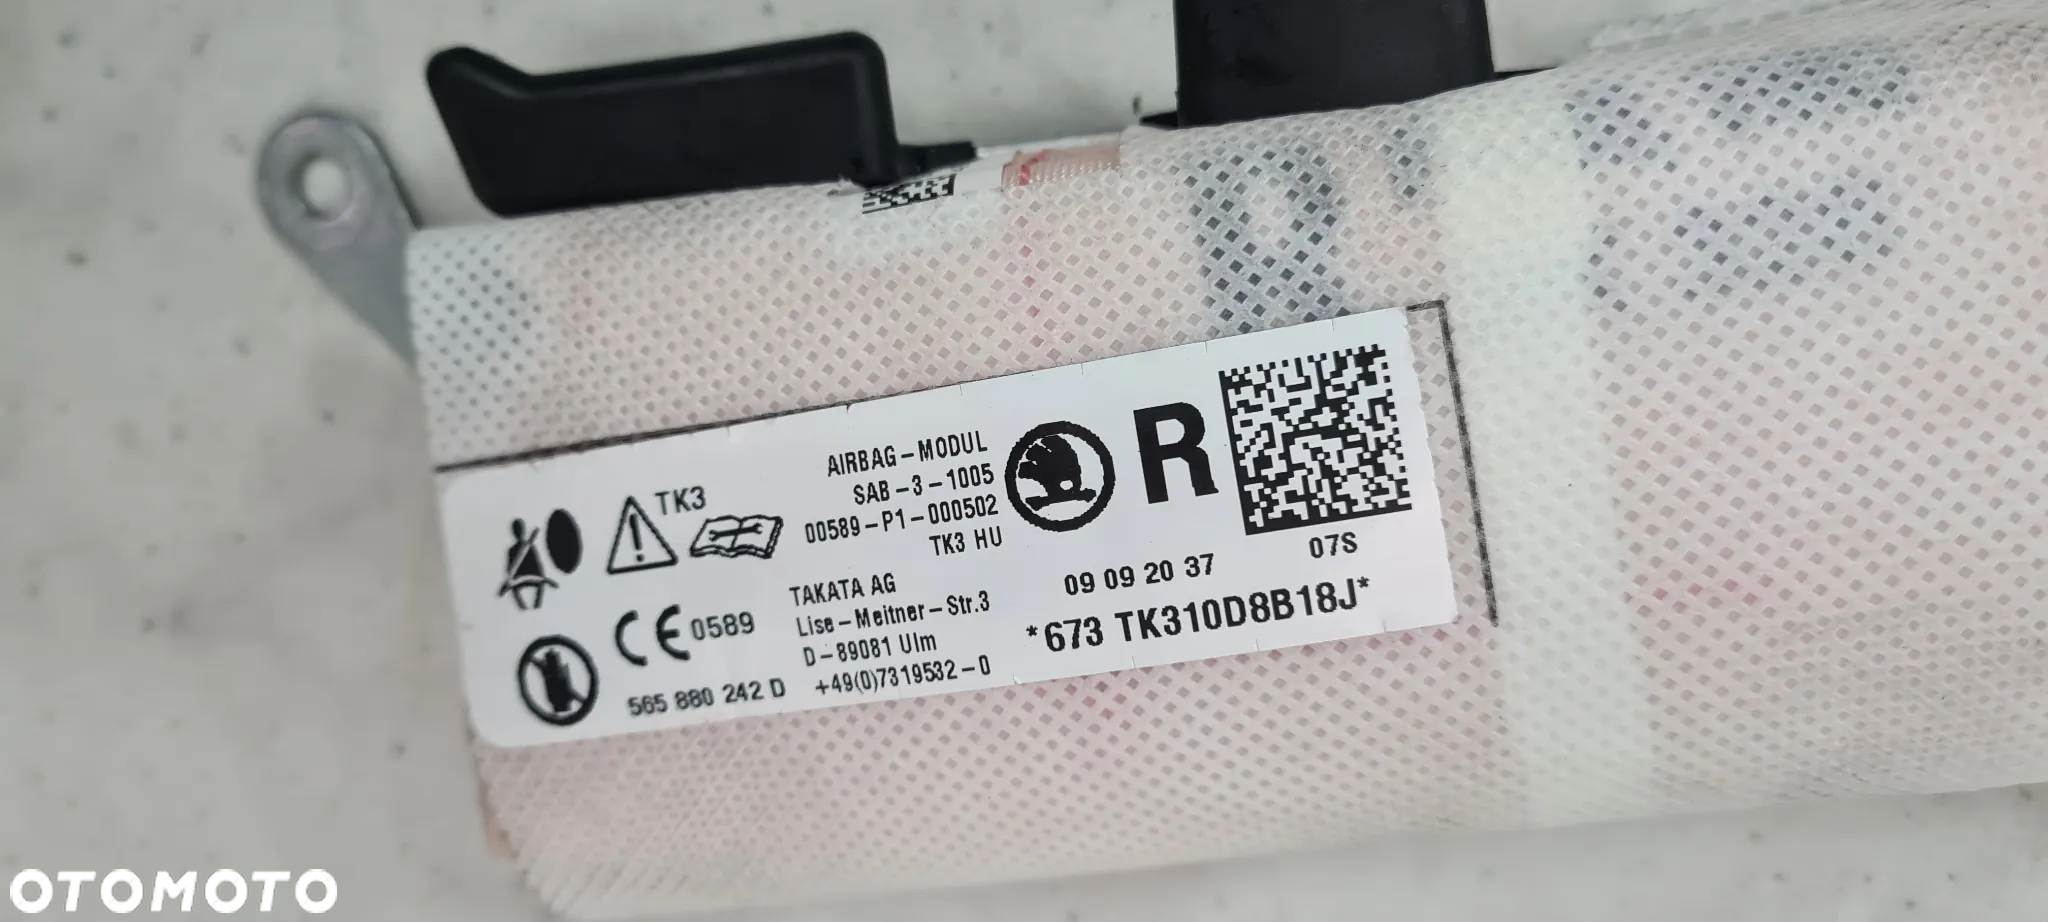 TK3
AIRBAG-MODUL
SAB-3-1005
00589-P1-000502
TK3 HU
R
07S
CE 0589
TAKATA AG
Lise-Meitner-Str.3
D-89081 Ulm
+49(0)7319532-0
09 09 20 37
*673 TK310D8B18J*
565 880 242 D
OTOMOTO